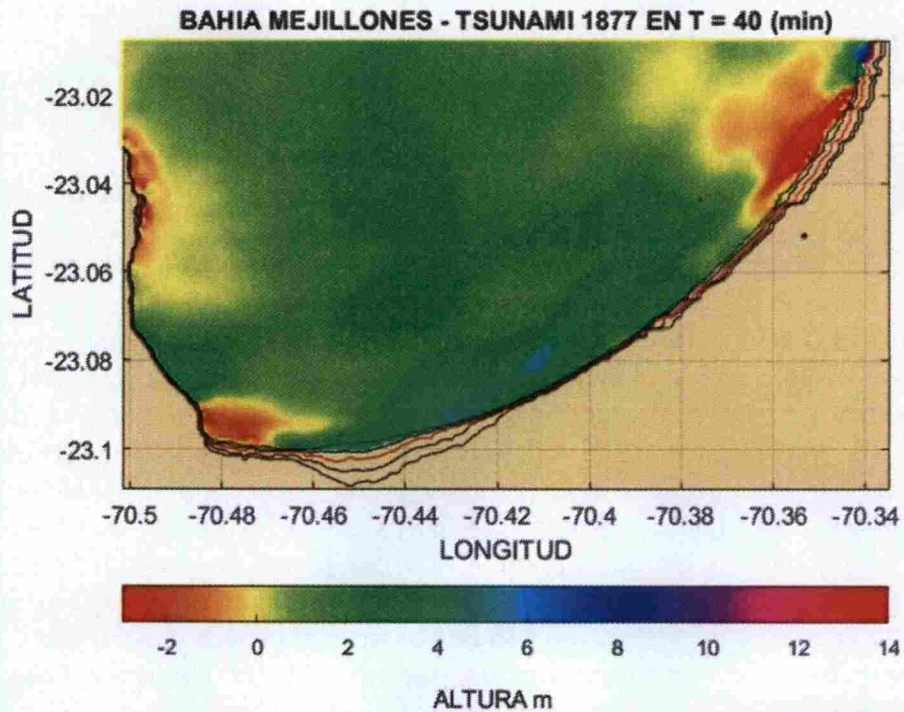 BAHIA MEJILLONES - TSUNAMI 1877 EN T = 40 (min)
LATITUD
-23.02
-23.04
-23.06
-23.08
-23.1
-70.5 -70.48 -70.46 -70.44 -70.42 -70.4 -70.38 -70.36 -70.34
LONGITUD
-2 0 2 4 6 8 10 12 14
ALTURA m